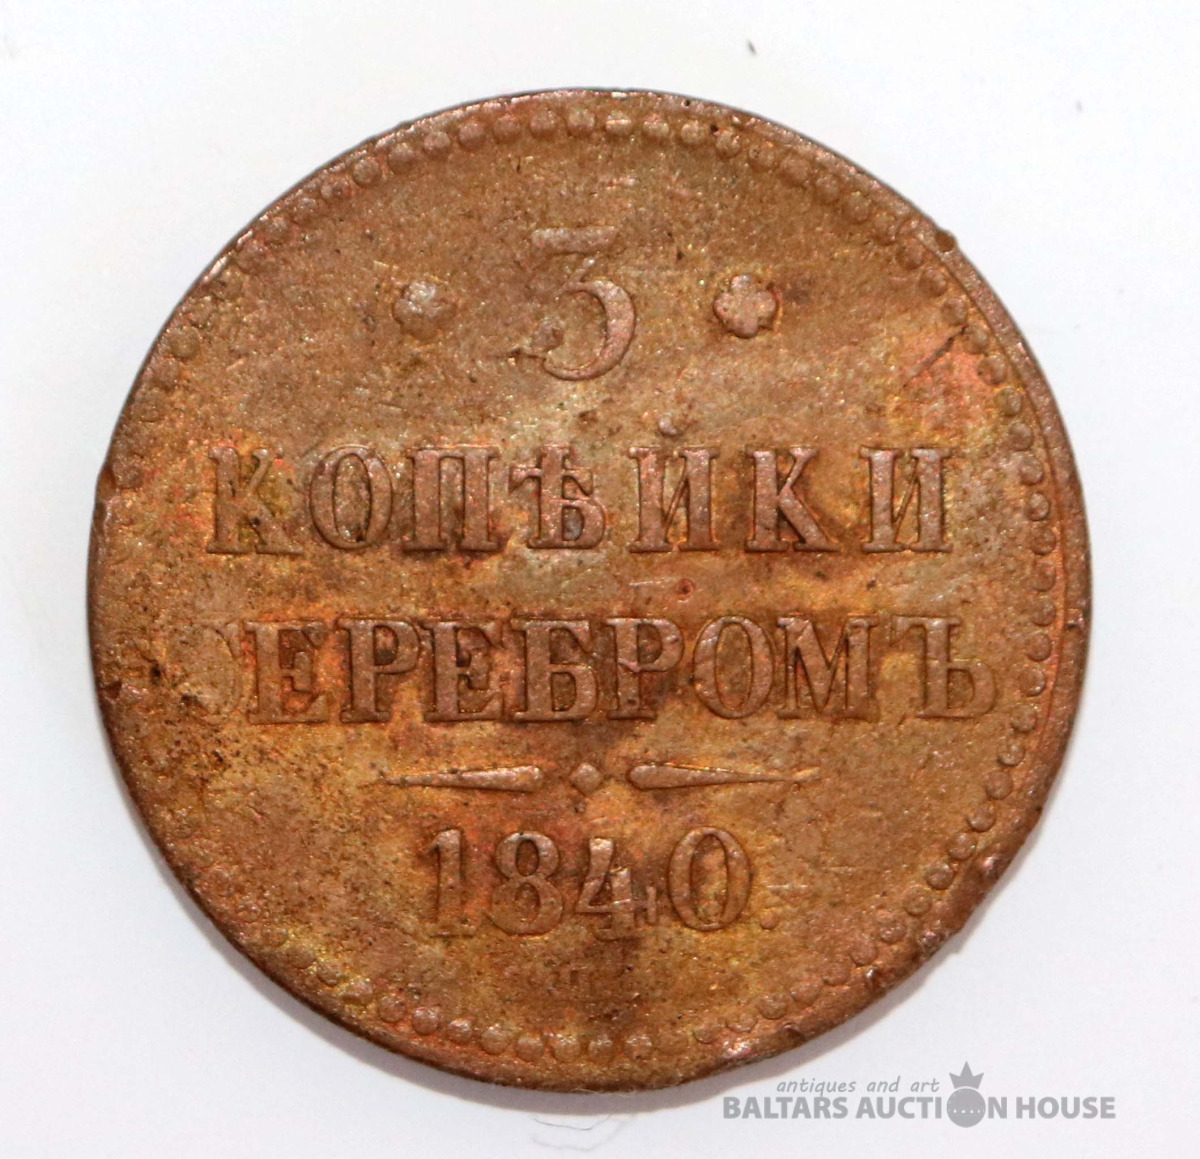 3
КОПѢЙКИ
СЕРЕБРОМЪ
1840.
antiques and art
BALTARS AUCTION HOUSE